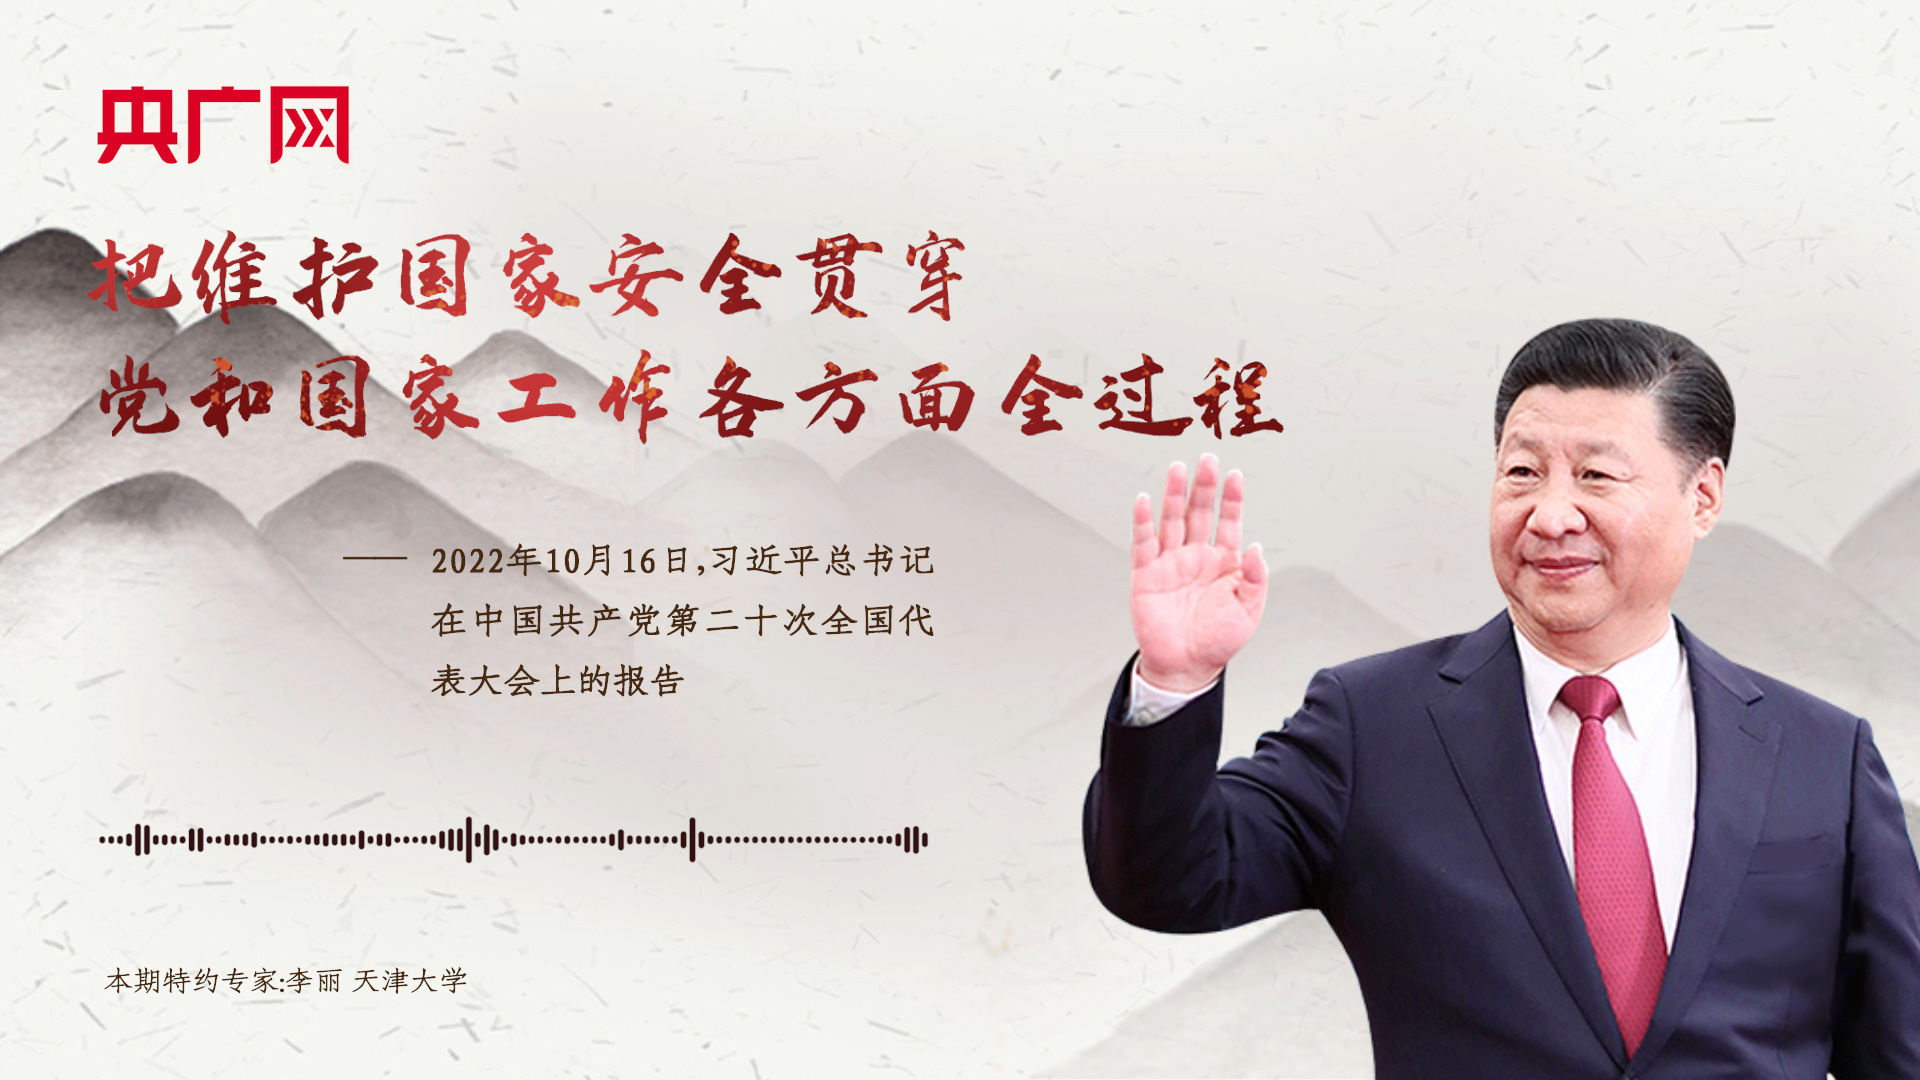 央广网
把维护国家安全贯穿
党和国家工作各方面全过程
—— 2022年10月16日,习近平总书记
在中国共产党第二十次全国代
表大会上的报告
本期特约专家:李丽 天津大学